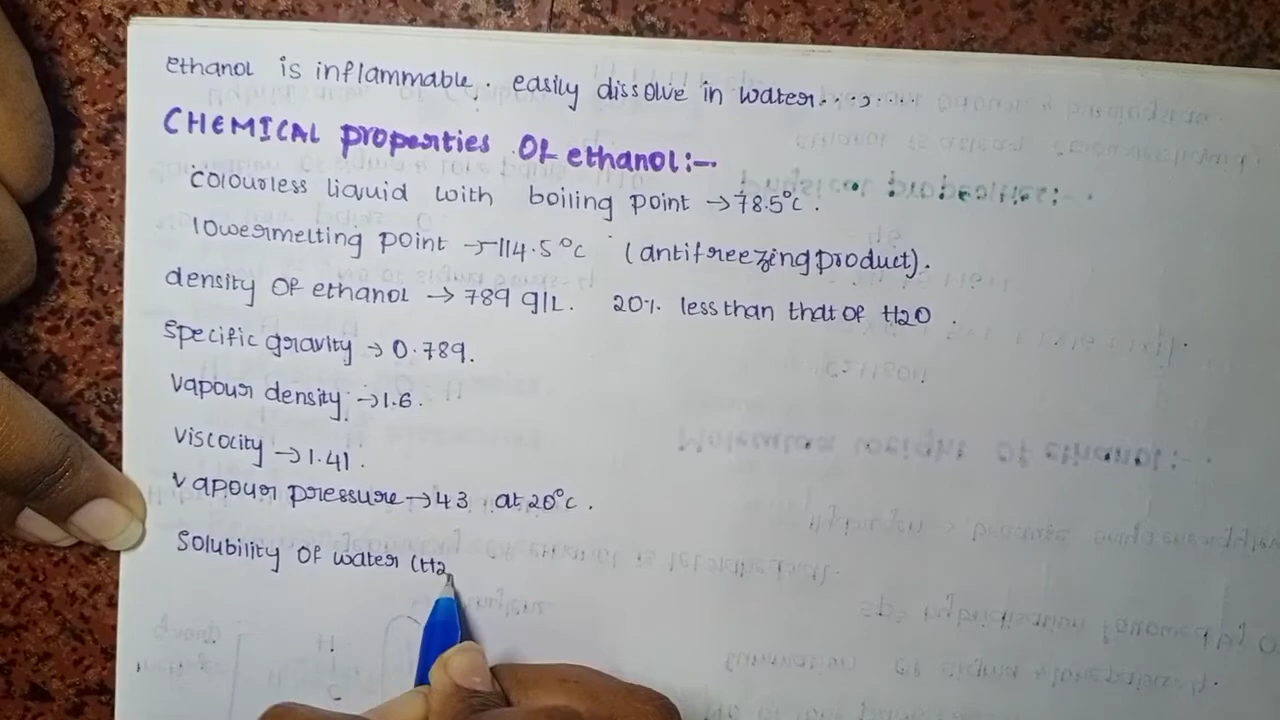 ethanol is inflammable. easily dissolve in water.......
CHEMICAL properties Of ethanol:-.
colourless liquid with boiling point → 78.5°c.
lowermelting point → -114.5°c (antifreezing product).
density Of ethanol → 789 g/L. 20% less than that of H2O.
Specific gravity → 0.789.
Vapour density → 1.6.
Viscocity → 1.41.
Vapour pressure → 43 at 20°c.
Solubility Of water (H2